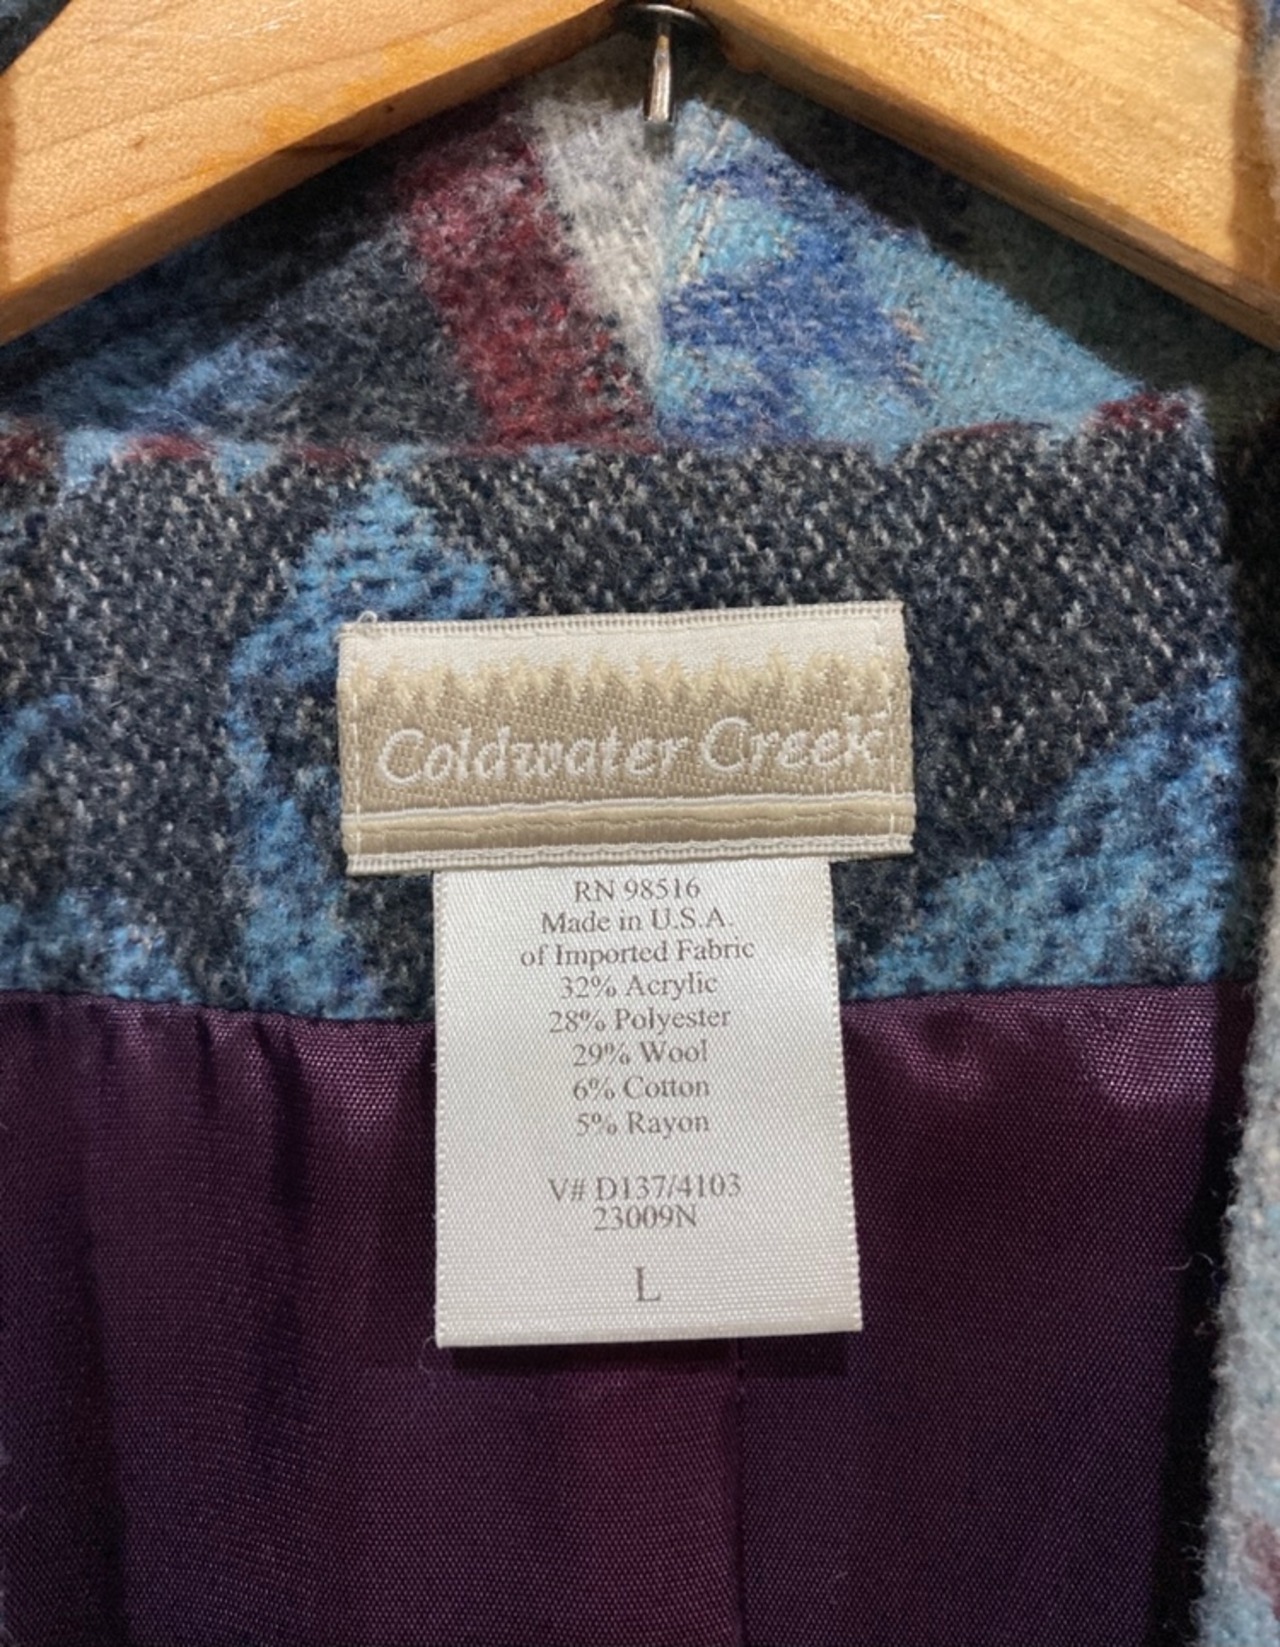 Coldwater Creek
RN 98516
Made in U.S.A.
of Imported Fabric
32% Acrylic
28% Polyester
29% Wool
6% Cotton
5% Rayon
V# D137/4103
23009N
L